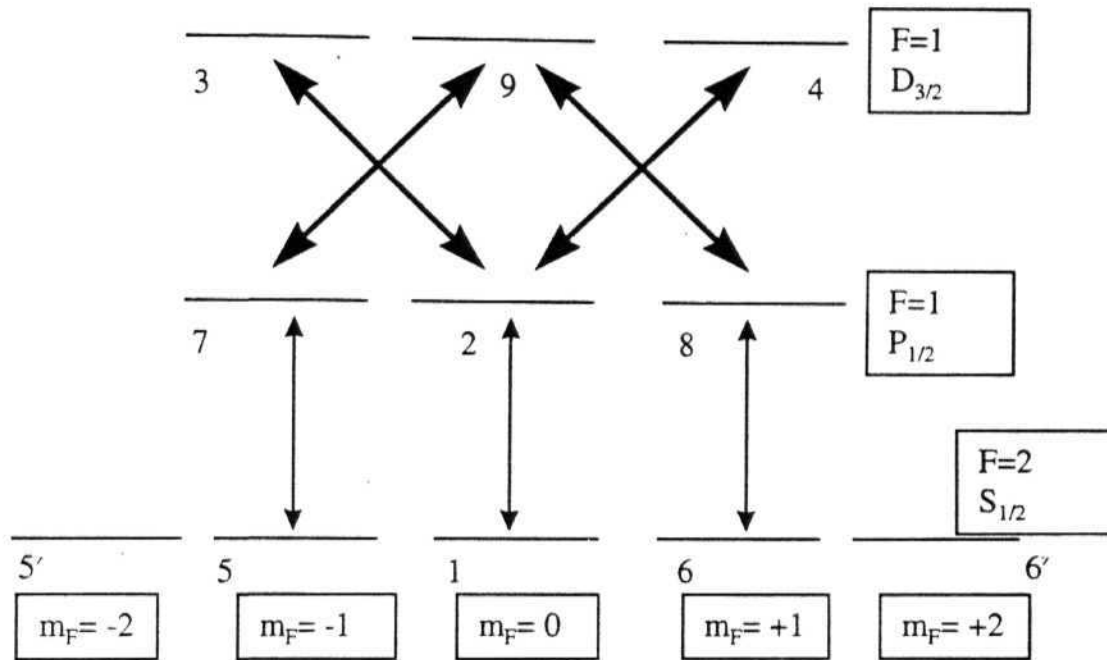 F=1
D3/2
3
9
4
F=1
P1/2
7
2
8
F=2
S1/2
5′
5
1
6
6′
mF= -2
mF= -1
mF= 0
mF= +1
mF= +2